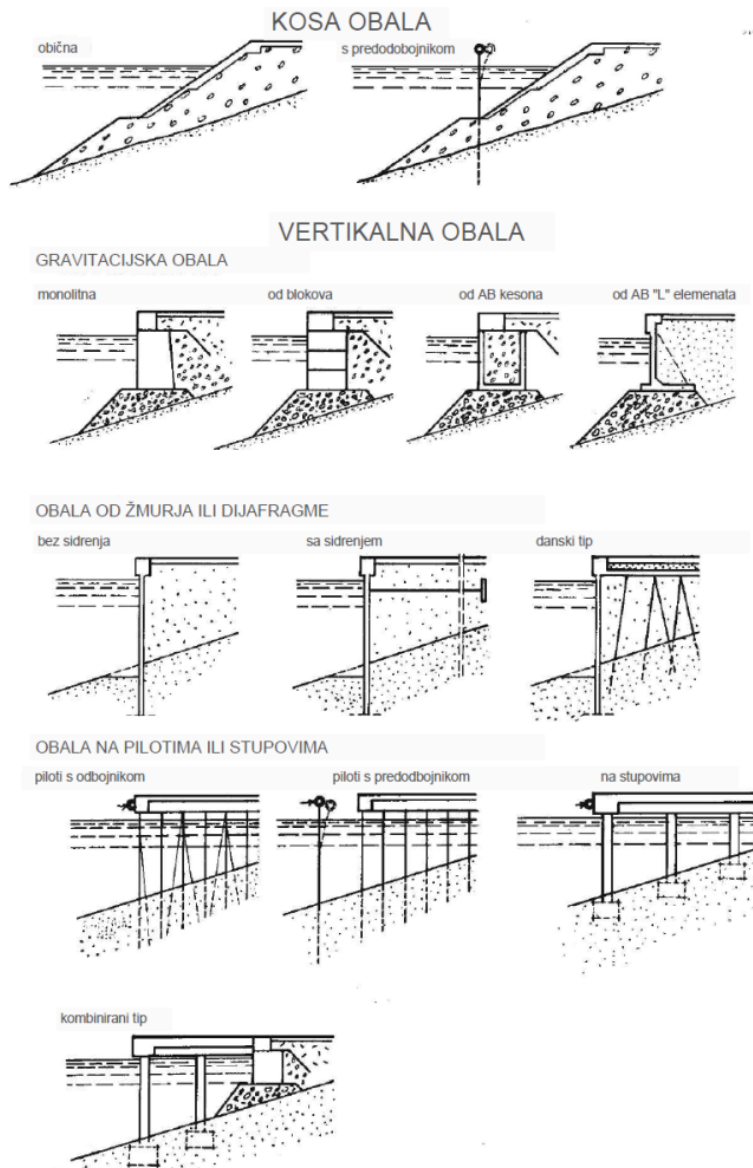 KOSA OBALA
obična
s predodobojnikom
VERTIKALNA OBALA
GRAVITACIJSKA OBALA
monolitna
od blokova
od AB kesona
od AB "L" elemenata
OBALA OD ŽMURJA ILI DIJAFRAGME
bez sidrenja
sa sidrenjem
danski tip
OBALA NA PILOTIMA ILI STUPOVIMA
piloti s odbojnikom
piloti s predodbojnikom
na stupovima
kombinirani tip